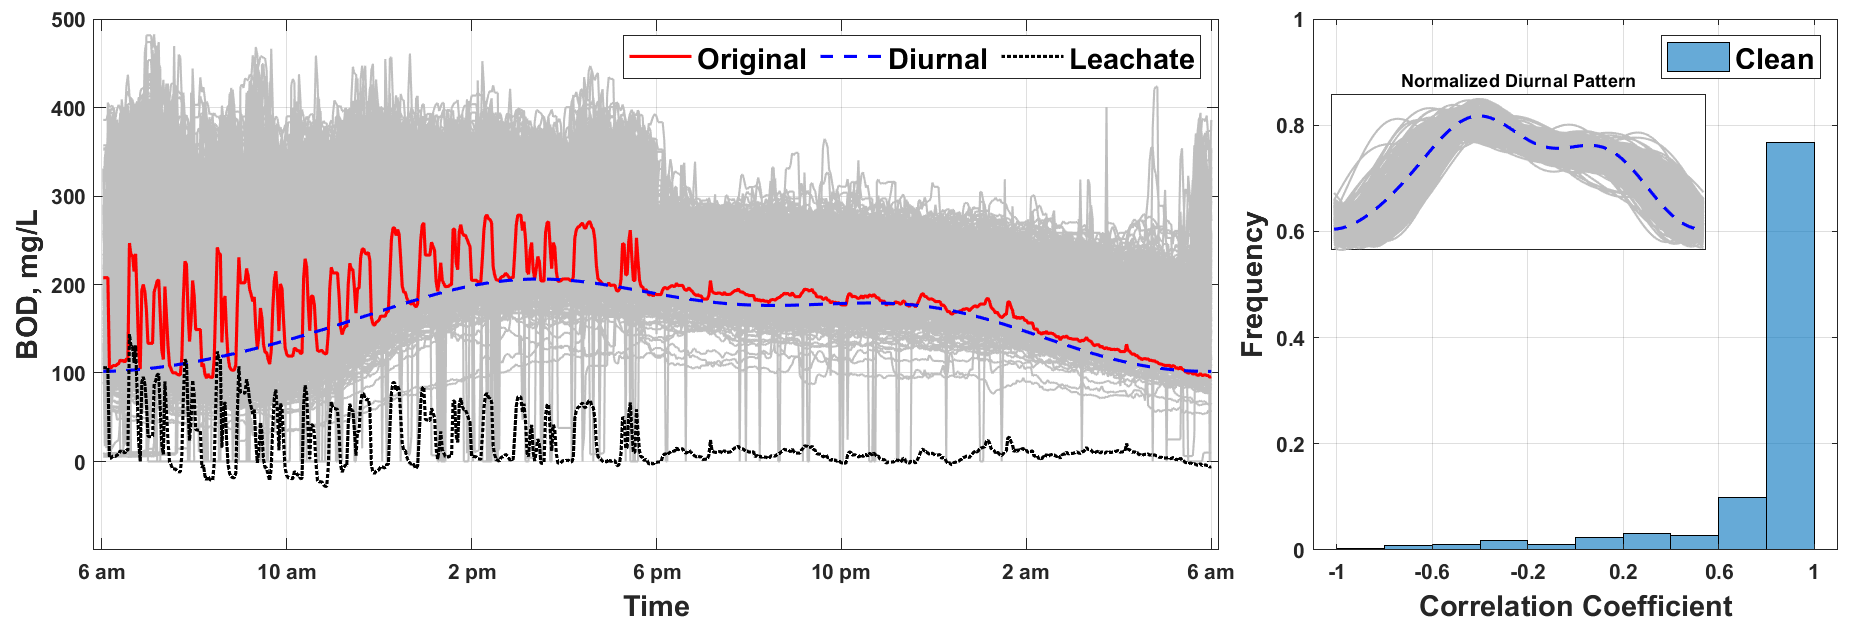 500
400
300
200
100
0
BOD, mg/L
Original Diurnal Leachate
6 am 10 am 2 pm 6 pm 10 pm 2 am 6 am
Time
1
0.8
0.6
0.4
0.2
0
Frequency
Clean
Normalized Diurnal Pattern
-1 -0.6 -0.2 0.2 0.6 1
Correlation Coefficient